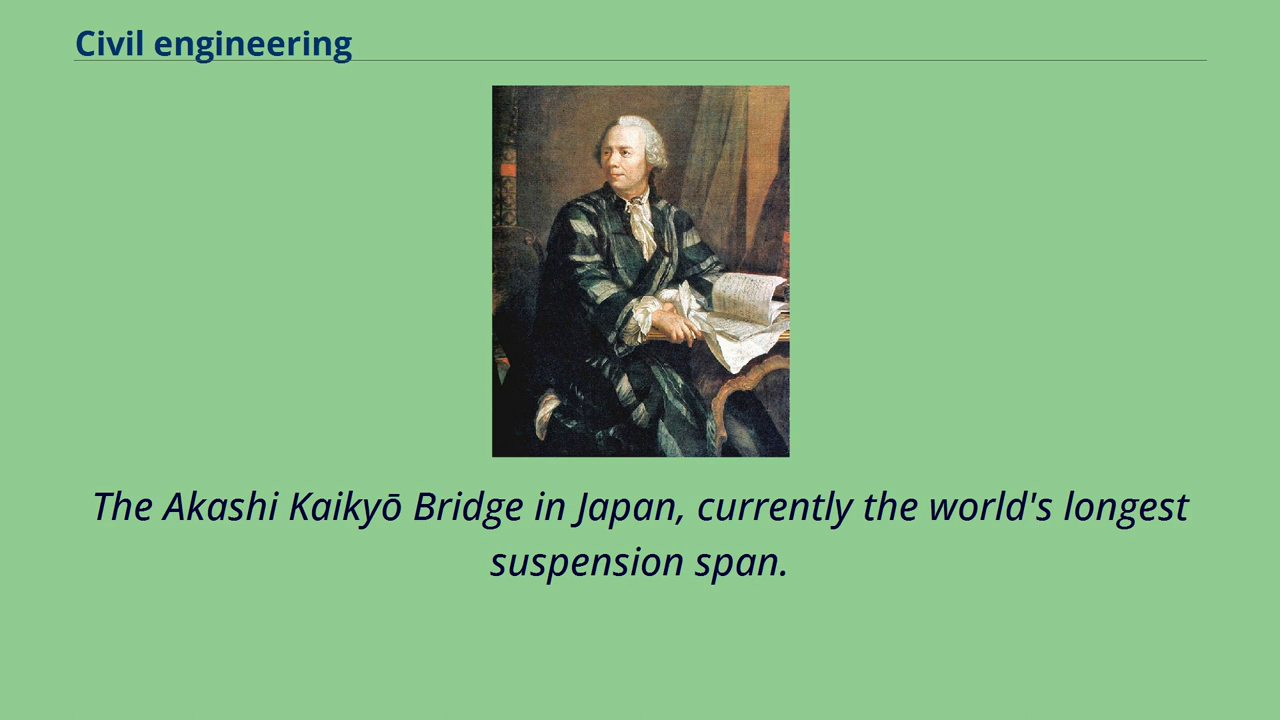 Civil engineering
The Akashi Kaikyō Bridge in Japan, currently the world's longest
suspension span.